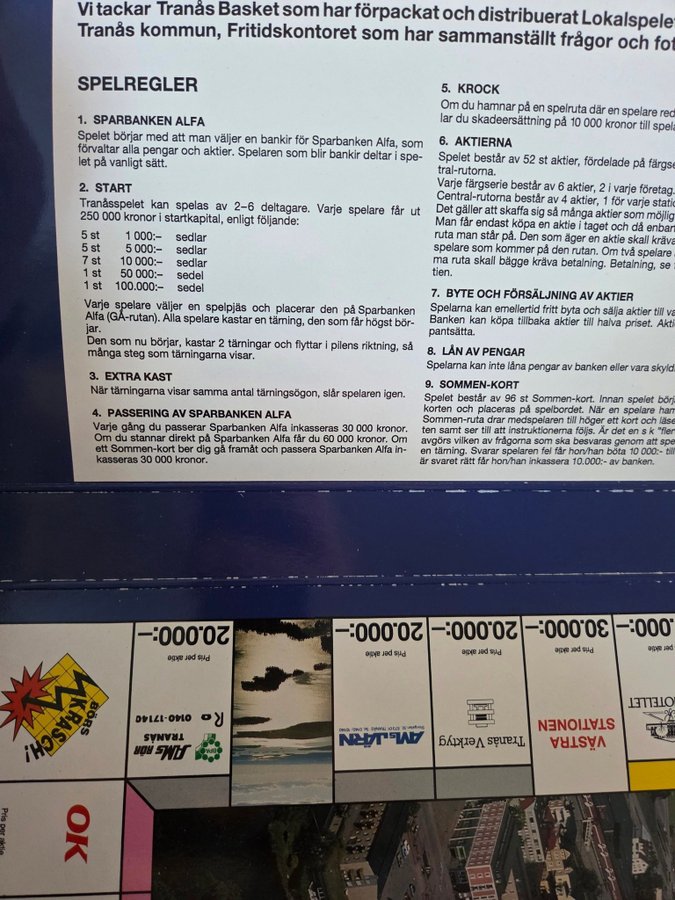 Vi tackar Tranås Basket som har förpackat och distribuerat Lokalspele
Tranås kommun, Fritidskontoret som har sammanställt frågor och fot
SPELREGLER
1. SPARBANKEN ALFA
Spelet börjar med att man väljer en bankir för Sparbanken Alfa, som
förvaltar alla pengar och aktier. Spelaren som blir bankir deltar i spe-
let på vanligt sätt.
2. START
Tranåsspelet kan spelas av 2–6 deltagare. Varje spelare får ut
250 000 kronor i startkapital, enligt följande:
5 st 1 000:– sedlar
5 st 5 000:– sedlar
7 st 10 000:– sedlar
1 st 50 000:– sedel
1 st 100.000:– sedel
Varje spelare väljer en spelpjäs och placerar den på Sparbanken
Alfa (GÅ-rutan). Alla spelare kastar en tärning, den som får högst bör-
jar.
Den som nu börjar, kastar 2 tärningar och flyttar i pilens riktning, så
många steg som tärningarna visar.
3. EXTRA KAST
När tärningarna visar samma antal tärningsögon, slår spelaren igen.
4. PASSERING AV SPARBANKEN ALFA
Varje gång du passerar Sparbanken Alfa inkasseras 30 000 kronor.
Om du stannar direkt på Sparbanken Alfa får du 60 000 kronor. Om
ett Sommen-kort ber dig gå framåt och passera Sparbanken Alfa in-
kasseras 30 000 kronor.
5. KROCK
Om du hamnar på en spelruta där en spelare red
lar du skadeersättning på 10 000 kronor till spel
6. AKTIERNA
Spelet består av 52 st aktier, fördelade på färgse
tral-rutorna.
Varje färgserie består av 6 aktier, 2 i varje företag.
Central-rutorna består av 4 aktier, 1 för varje stati
Det gäller att skaffa sig så många aktier som möjlig
Man får endast köpa en aktie i taget och då enbar
ruta man står på. Den som äger en aktie skall kräva
spelare som kommer på den rutan. Om två spelare
ma ruta skall bägge kräva betalning. Betalning, se
tien.
7. BYTE OCH FÖRSÄLJNING AV AKTIER
Spelarna kan emellertid fritt byta och sälja aktier till va
Banken kan köpa tillbaka aktier till halva priset. Akti
pantsätta.
8. LÅN AV PENGAR
Spelarna kan inte låna pengar av banken eller vara skyld
9. SOMMEN-KORT
Spelet består av 96 st Sommen-kort. Innan spelet börj
korten och placeras på spelbordet. När en spelare ham
Sommen-ruta drar medspelaren till höger ett kort och läse
ten samt ser till att instruktionerna följs. Är det en s k "fler
avgörs vilken av frågorna som ska besvaras genom att spe
en tärning. Svarar spelaren fel får hon/han böta 10 000:- till
är svaret rätt får hon/han inkassera 10.000:- av banken.
BÖRS
KRASCH!
20.000:–
Pris per aktie
R 0140-17140
AMS RÖR
TRANÅS
20.000:–
Pris per aktie
AVL:s JÄRN
20.000:–
Pris per aktie
Tranås Verktyg
30.000:–
Pris per aktie
VÄSTRA
STATIONEN
.000:–
Pris per ak
OTELLET
Pris per aktie
OK